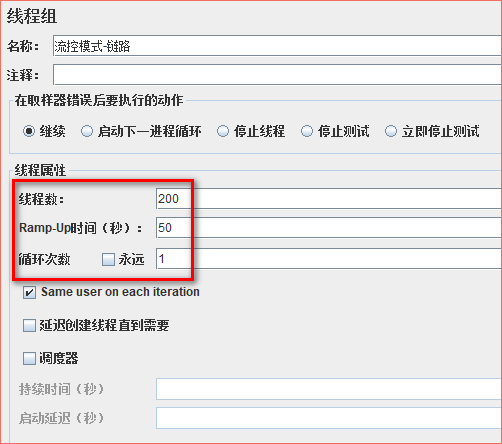 线程组
名称： 流控模式-链路
注释：
在取样器错误后要执行的动作
继续 启动下一进程循环 停止线程 停止测试 立即停止测试
线程属性
线程数： 200
Ramp-Up时间（秒）： 50
循环次数 永远 1
Same user on each iteration
延迟创建线程直到需要
调度器
持续时间（秒）
启动延迟（秒）